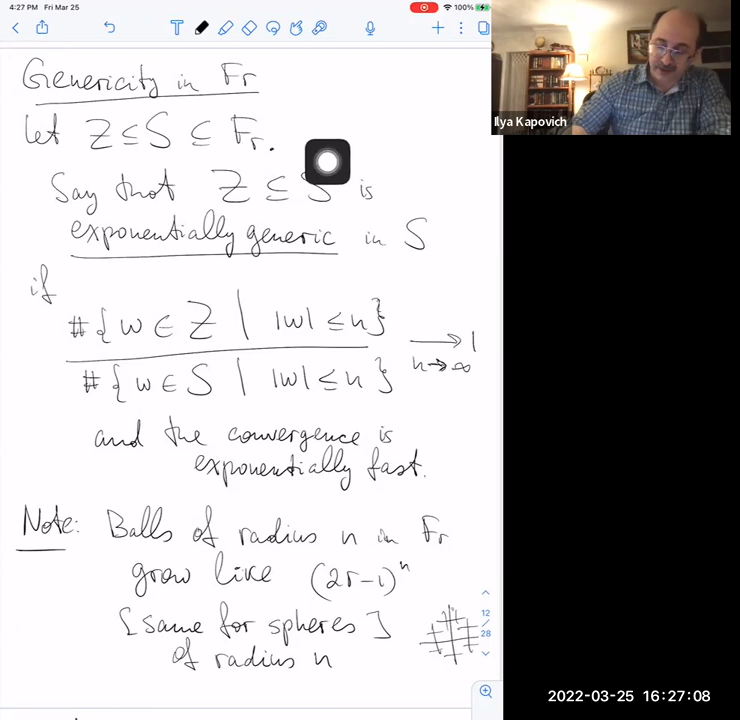 4:27 PM Fri Mar 25
100%
Genericity in Fr
Let Z ⊆ S ⊆ Fr.
Say that Z ⊆ S is
exponentially generic in S
if
#{w ∈ Z | |w| ≤ n}
#{w ∈ S | |w| ≤ n}
⟶ 1
n→∞
and the convergence is
exponentially fast.
Note: Balls of radius n in Fr
grow like (2r-1)^n
[same for spheres]
of radius n
12
/
28
Ilya Kapovich
2022-03-25 16:27:08